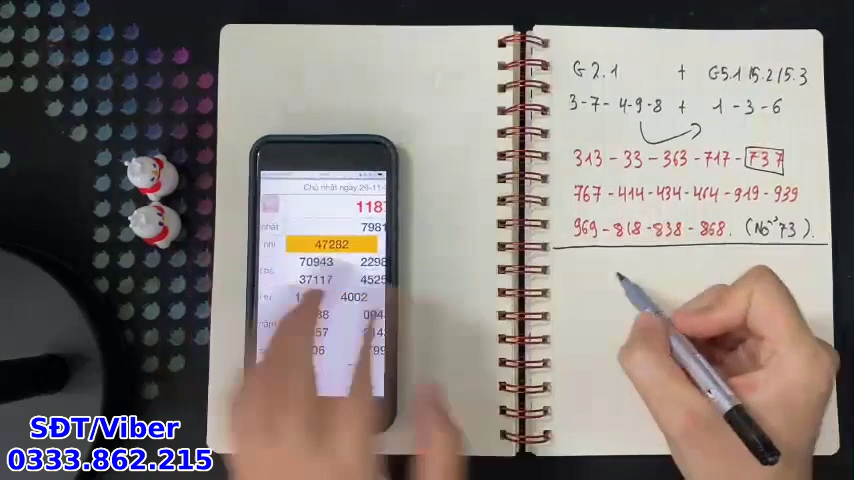 G2.1 + G5.1/5.2/5.3
3-7-4-9-8 + 1-3-6
313-33-363-717-737
767-414-434-464-919-939
969-818-838-868. (Nổ→73).
Chủ nhật ngày 29-11
1187
nhất 7981
nhì 47282
70943 2298
37117 4525
4002
SĐT/Viber
0333.862.215